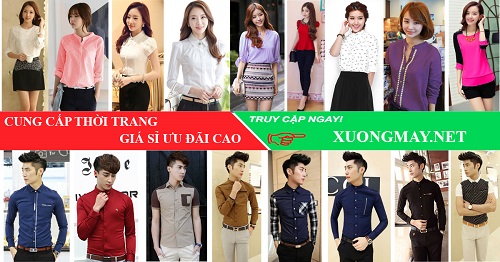 CUNG CẤP THỜI TRANG
GIÁ SỈ ƯU ĐÃI CAO
TRUY CẬP NGAY!
XUONGMAY.NET